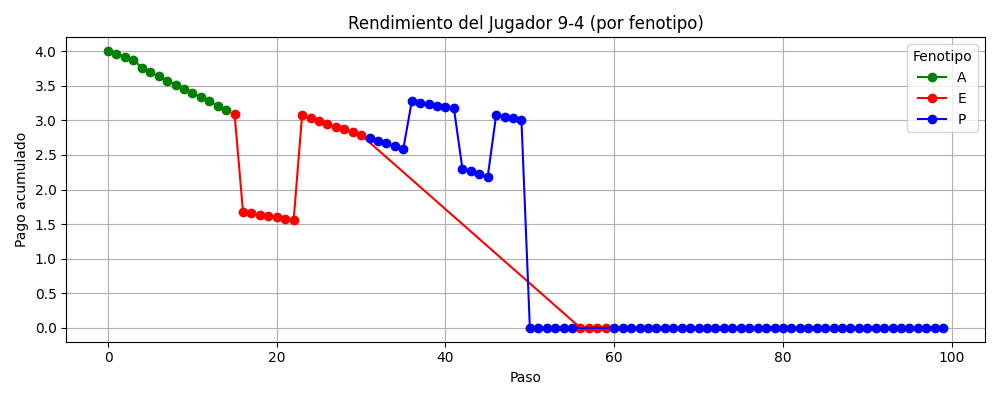 Rendimiento del Jugador 9-4 (por fenotipo)
Pago acumulado
4.0
3.5
3.0
2.5
2.0
1.5
1.0
0.5
0.0
Fenotipo
A
E
P
0 20 40 60 80 100
Paso